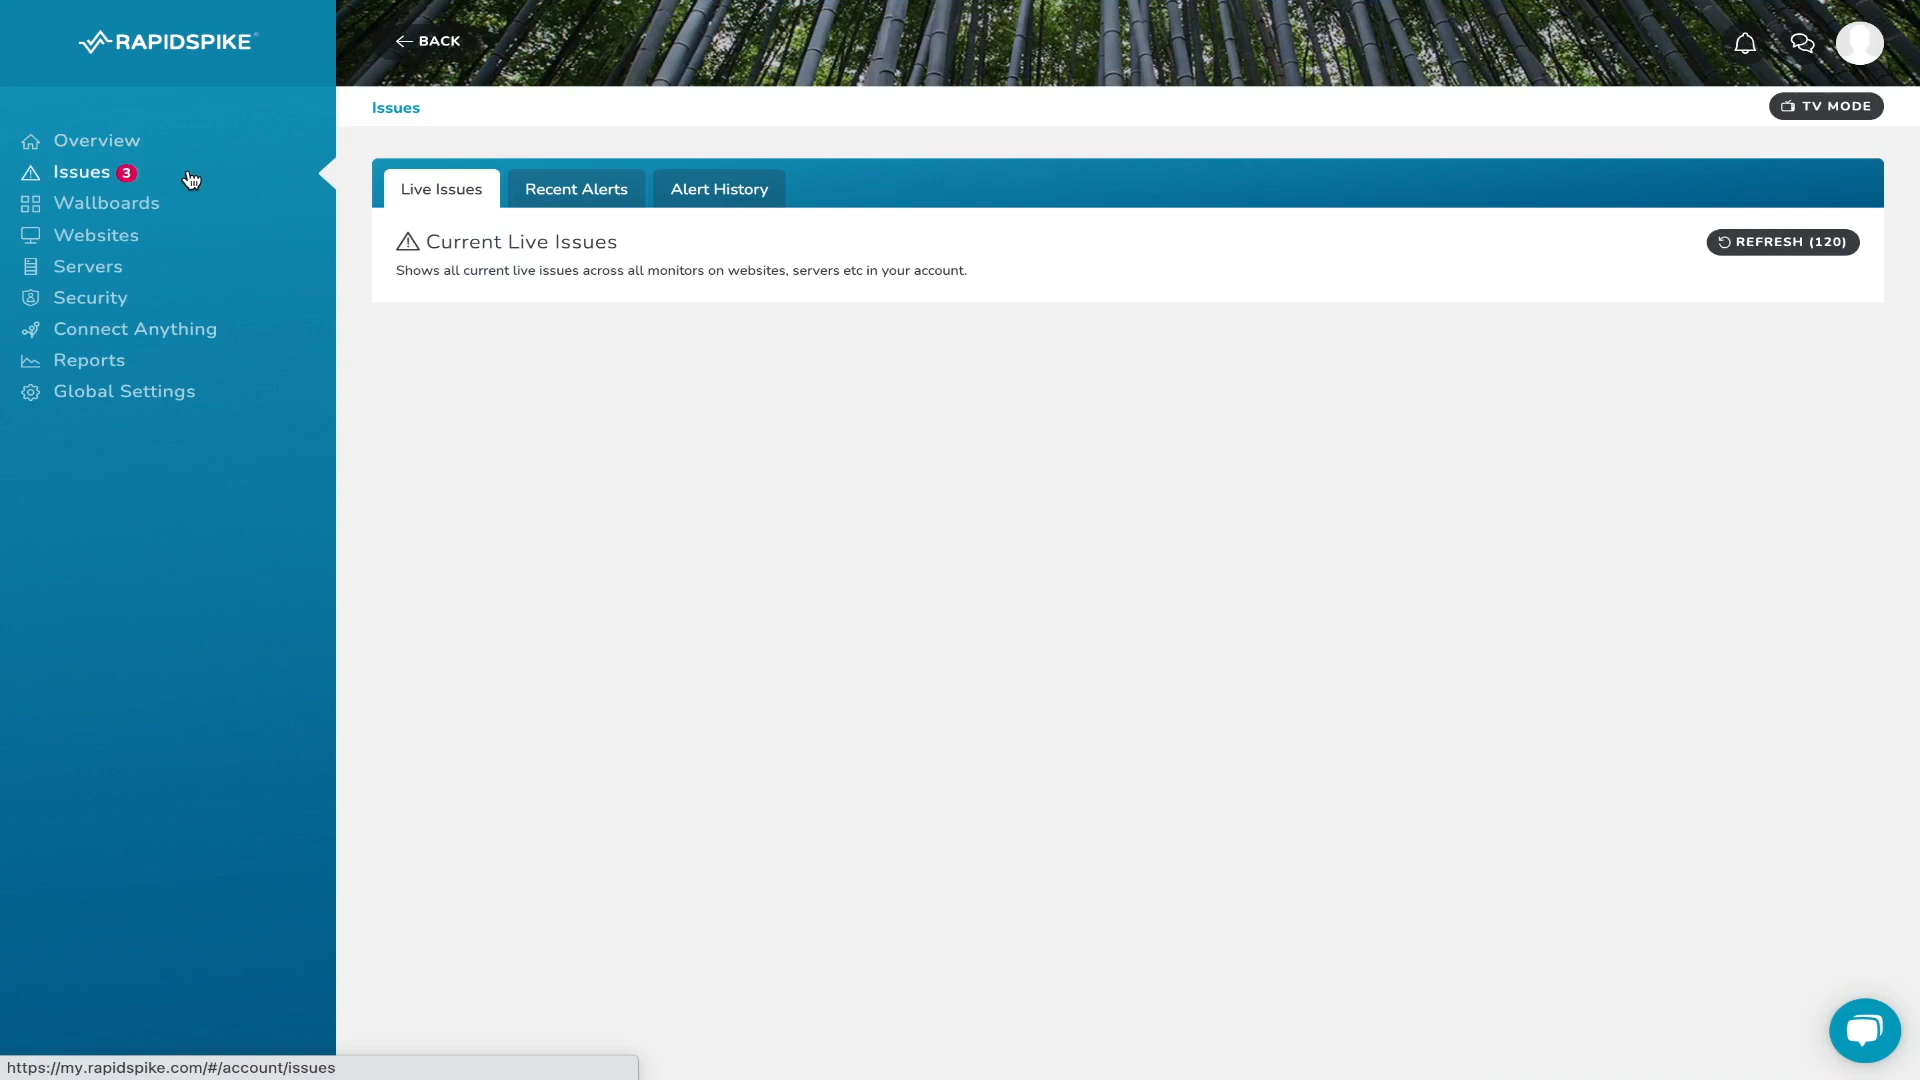 RAPIDSPIKE
BACK
Issues
TV MODE
Overview
Issues 3
Wallboards
Websites
Servers
Security
Connect Anything
Reports
Global Settings
Live Issues
Recent Alerts
Alert History
Current Live Issues
REFRESH (120)
Shows all current live issues across all monitors on websites, servers etc in your account.
https://my.rapidspike.com/#/account/issues